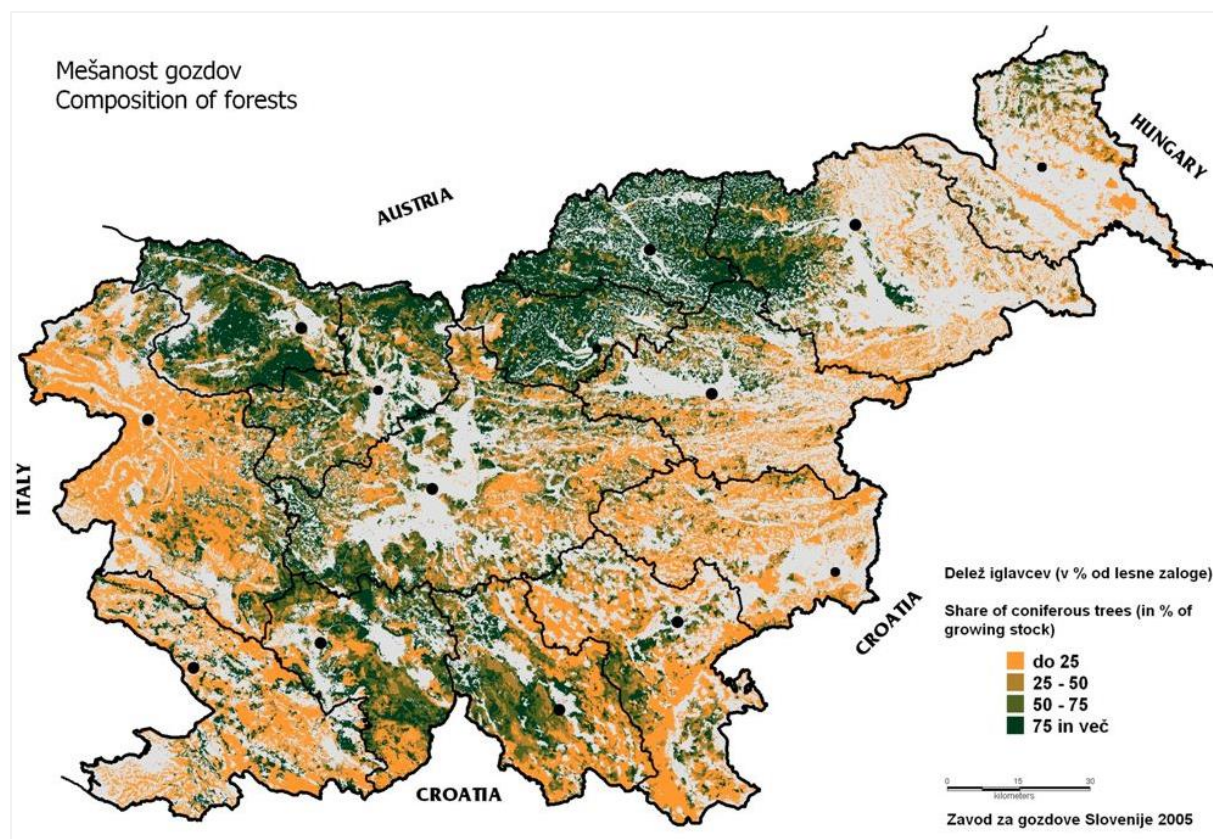 Mešanost gozdov
Composition of forests
AUSTRIA
HUNGARY
ITALY
CROATIA
CROATIA
Delež iglavcev (v % od lesne zaloge)
Share of coniferous trees (in % of
growing stock)
do 25
25 - 50
50 - 75
75 in več
0 15 30
kilometers
Zavod za gozdove Slovenije 2005